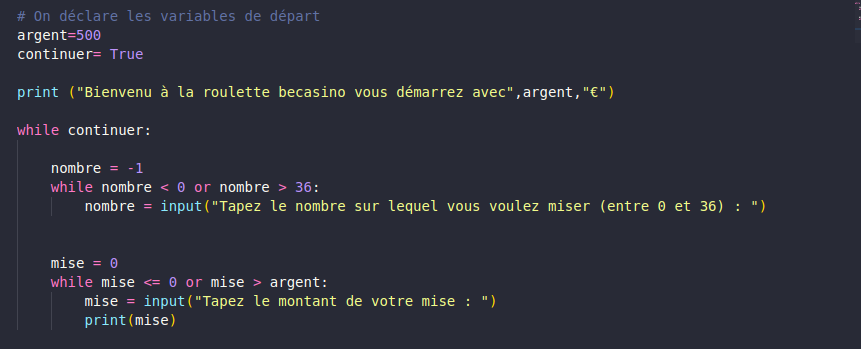 # On déclare les variables de départ
argent=500
continuer= True
print ("Bienvenu à la roulette becasino vous démarrez avec",argent,"€")
while continuer:
nombre = -1
while nombre < 0 or nombre > 36:
nombre = input("Tapez le nombre sur lequel vous voulez miser (entre 0 et 36) : ")
mise = 0
while mise <= 0 or mise > argent:
mise = input("Tapez le montant de votre mise : ")
print(mise)